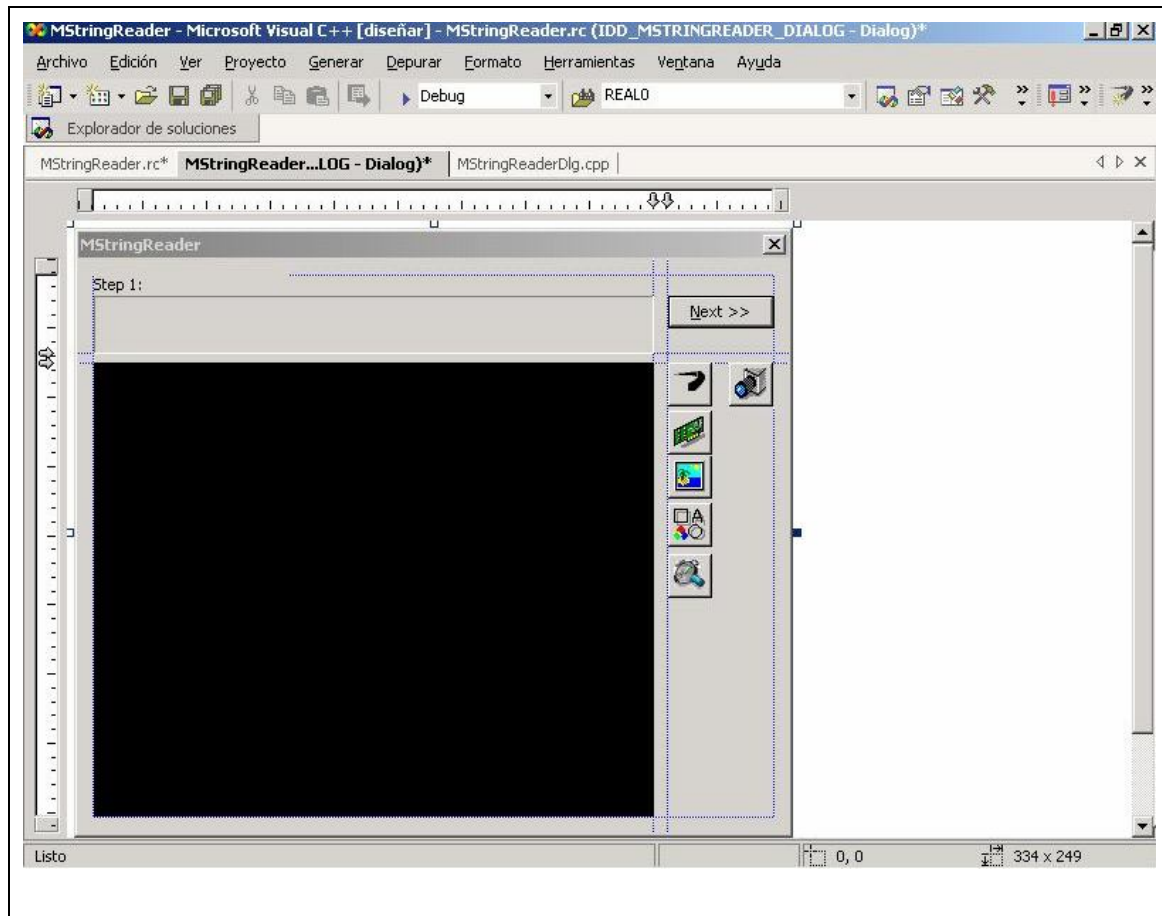 MStringReader - Microsoft Visual C++ [diseñar] - MStringReader.rc (IDD_MSTRINGREADER_DIALOG - Dialog)*
Archivo Edición Ver Proyecto Generar Depurar Formato Herramientas Ventana Ayuda
Debug REAL0
Explorador de soluciones
MStringReader.rc* MStringReader...LOG - Dialog)* MStringReaderDlg.cpp
MStringReader
Step 1:
Next >>
Listo 0, 0 334 x 249